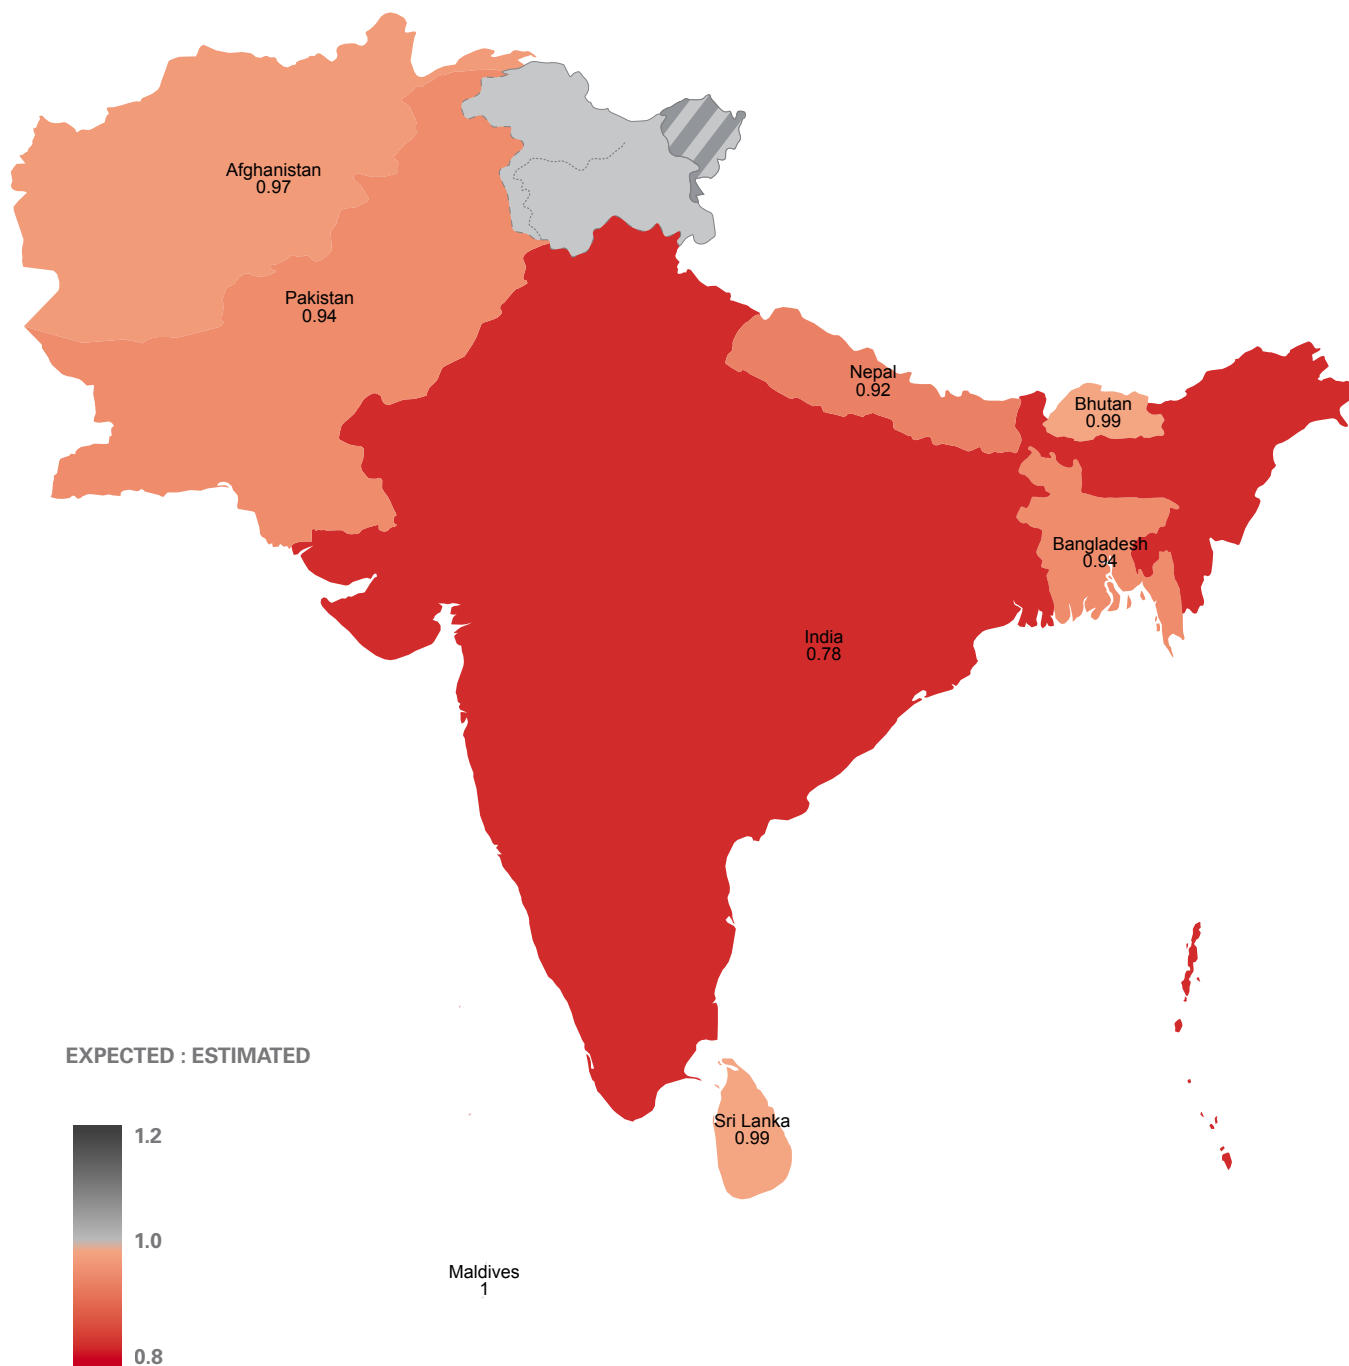 Afghanistan
0.97
Pakistan
0.94
Nepal
0.92
Bhutan
0.99
Bangladesh
0.94
India
0.78
EXPECTED : ESTIMATED
1.2
1.0
0.8
Sri Lanka
0.99
Maldives
1